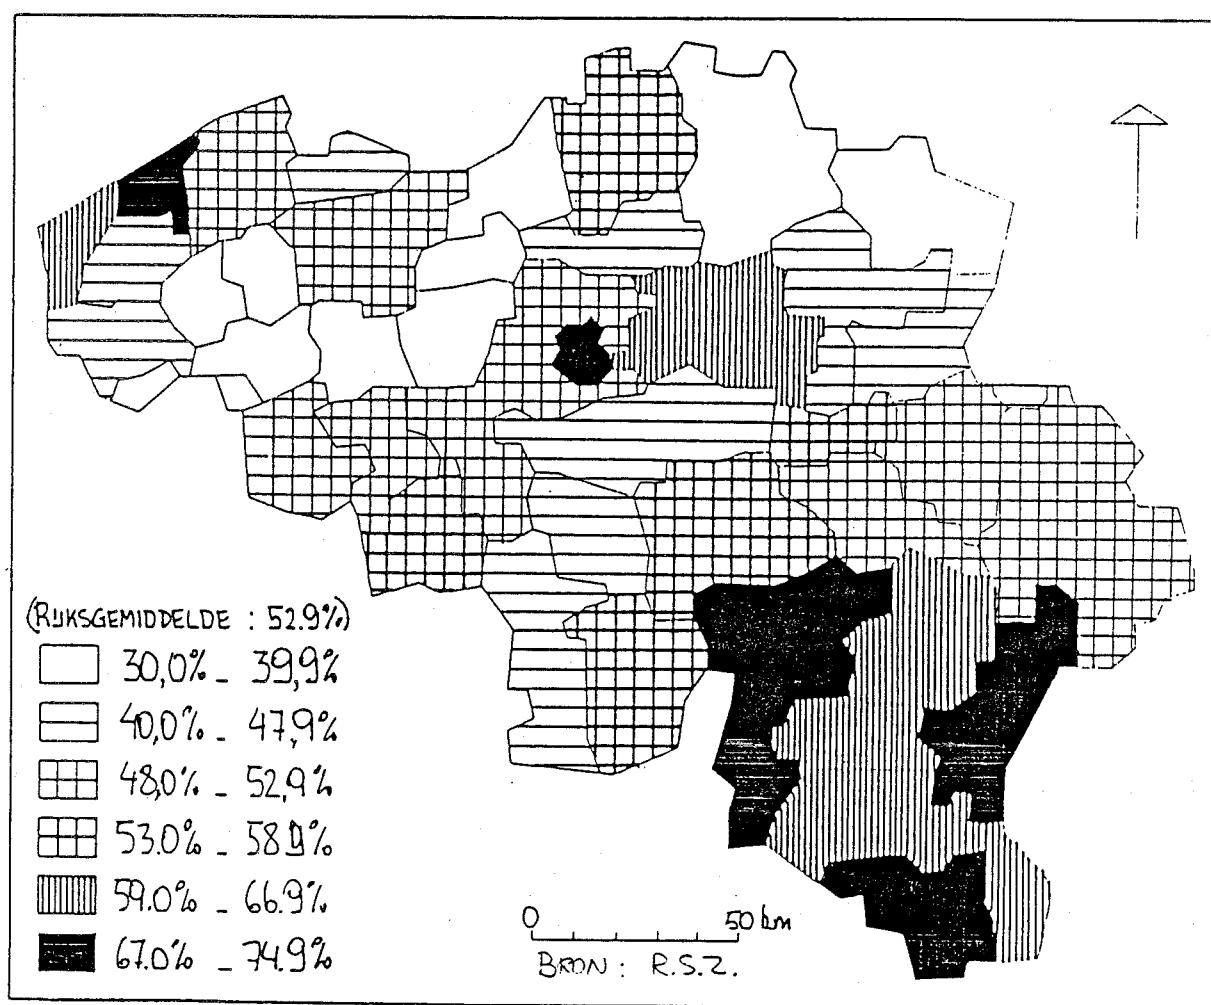 (RIJKSGEMIDDELDE : 52.9%)
30,0% - 39,9%
40,0% - 47,9%
48,0% - 52,9%
53.0% - 58.9%
59.0% - 66.9%
67.0% - 74.9%
0 50 km
BRON : R.S.Z.